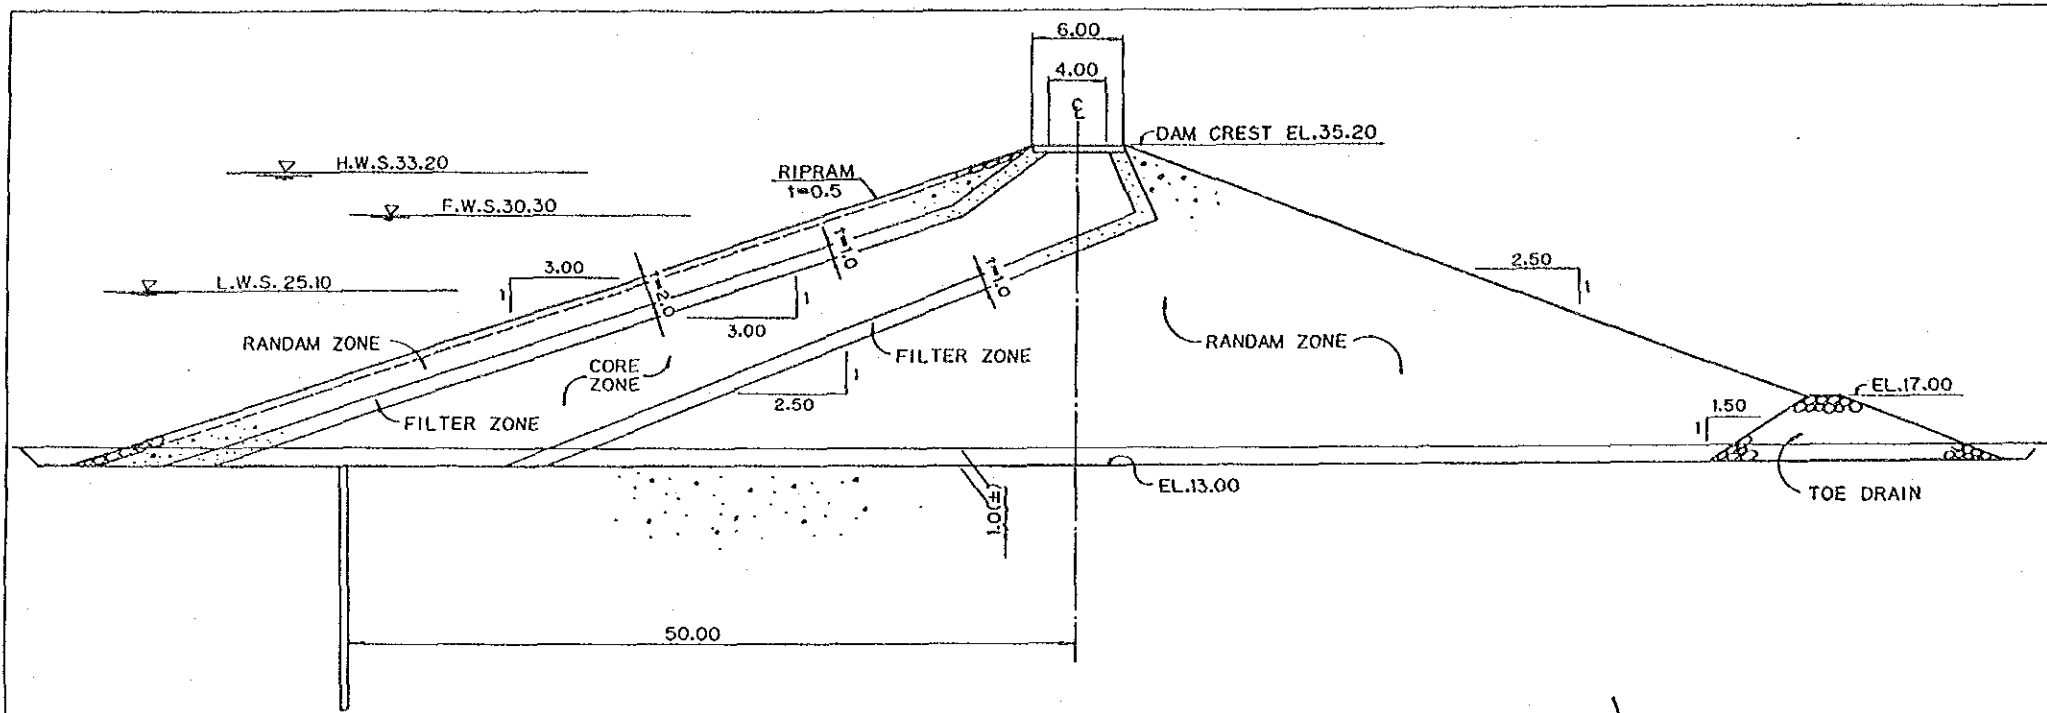 6.00
4.00
℄
DAM CREST EL.35.20
H.W.S.33.20
RIPRAM
t=0.5
F.W.S.30.30
t=1.0
2.50
1
3.00
1
L.W.S.25.10
t=2.0
t=1.0
1
3.00
RANDAM ZONE
CORE
ZONE
FILTER ZONE
RANDAM ZONE
1
2.50
EL.17.00
1.50
1
FILTER ZONE
EL.13.00
TOE DRAIN
50.00